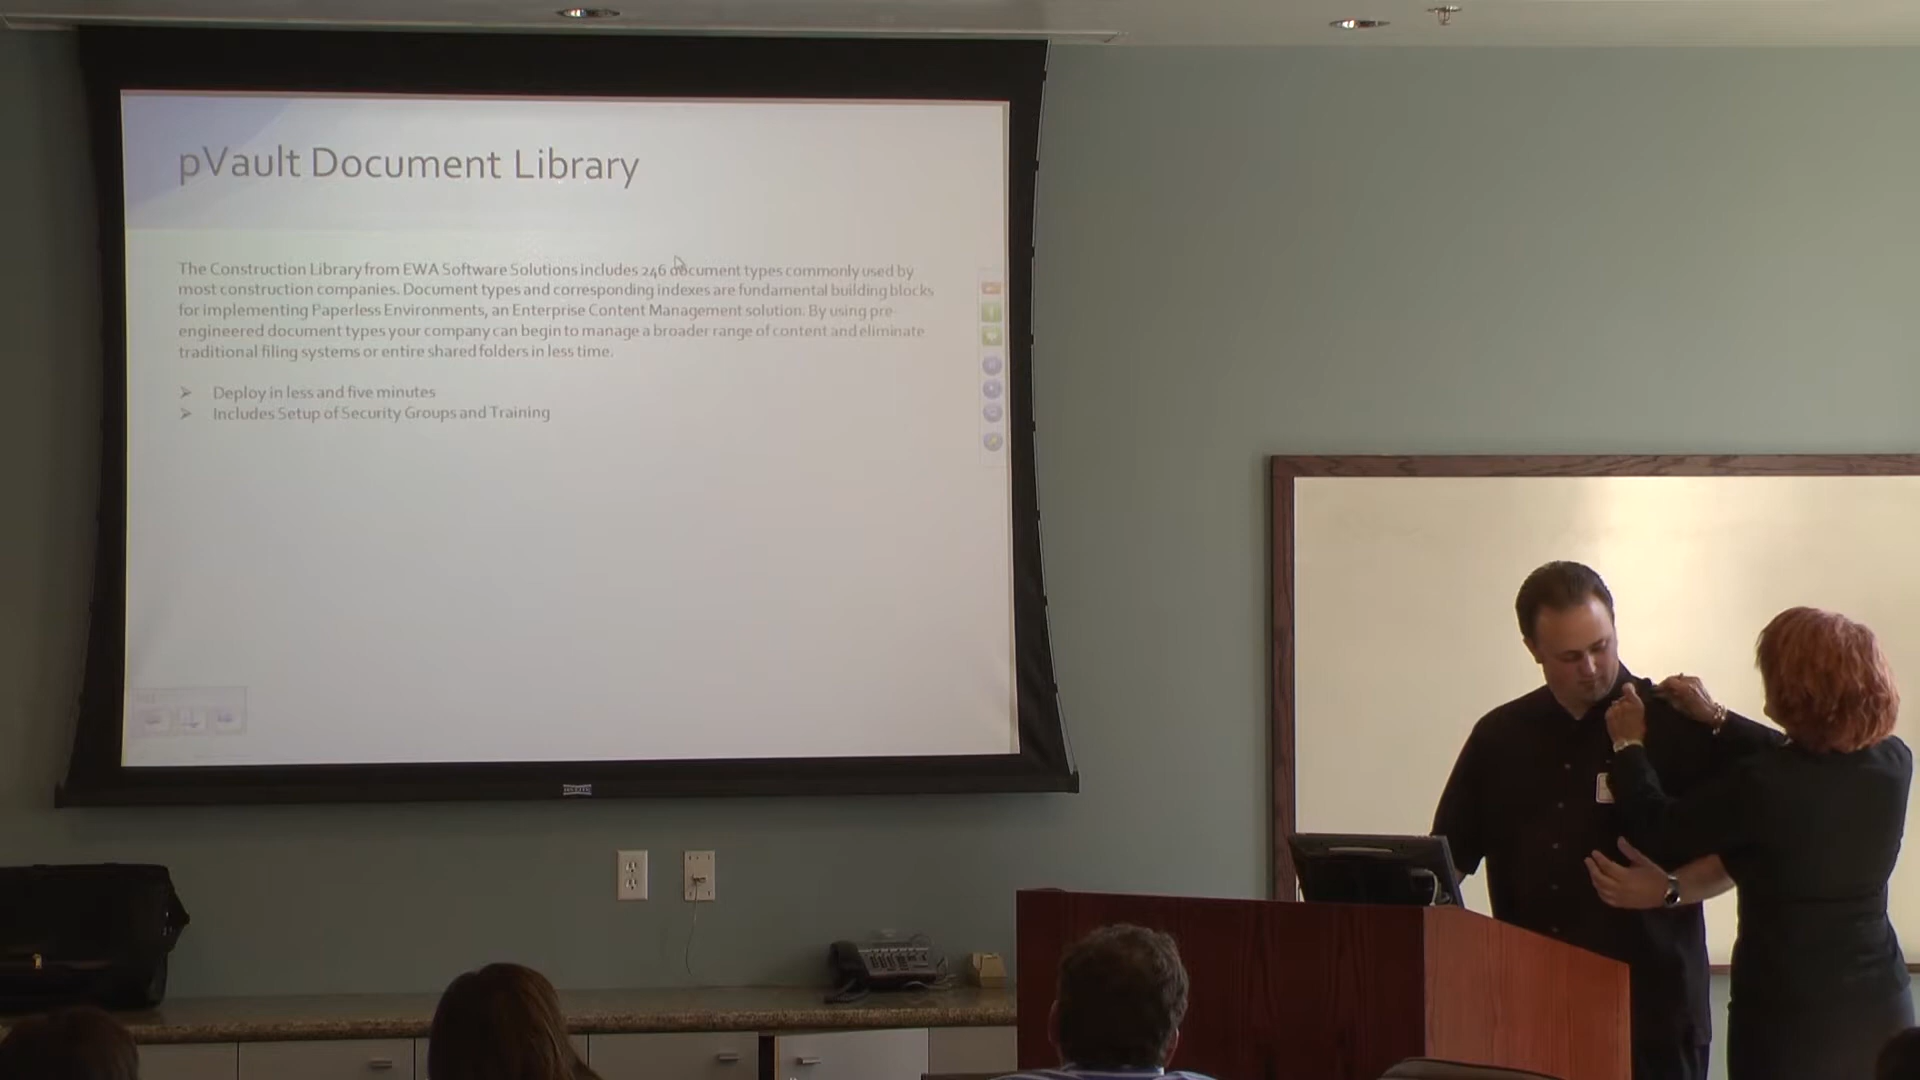 pVault Document Library
The Construction Library from EWA Software Solutions includes 246 document types commonly used by
most construction companies. Document types and corresponding indexes are fundamental building blocks
for implementing Paperless Environments, an Enterprise Content Management solution. By using pre-
engineered document types your company can begin to manage a broader range of content and eliminate
traditional filing systems or entire shared folders in less time.
➢ Deploy in less and five minutes
➢ Includes Setup of Security Groups and Training